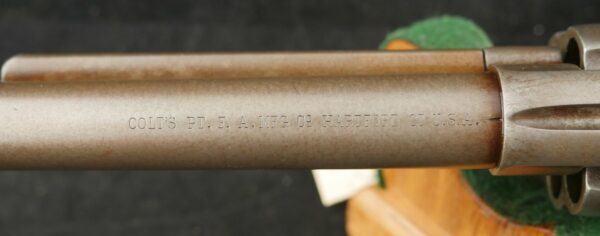 COLT'S PT. F. A. MFG Co HARTFORD CT U.S.A.